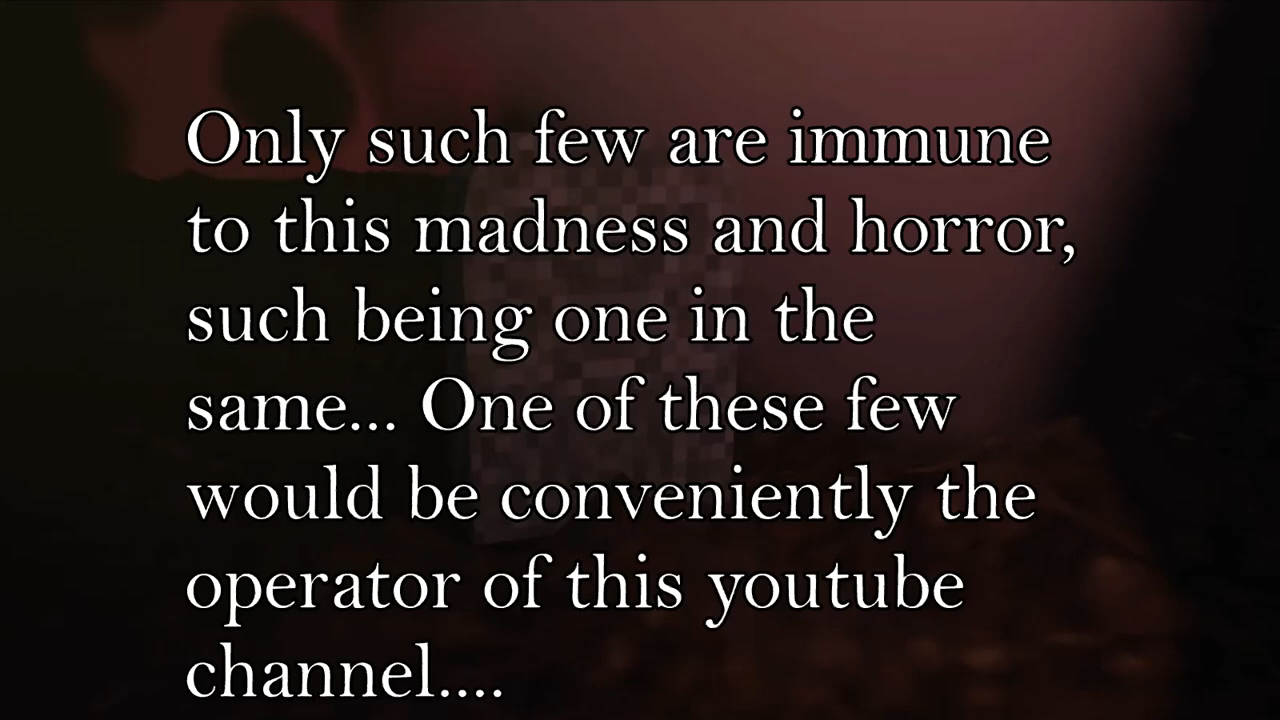 Only such few are immune
to this madness and horror,
such being one in the
same... One of these few
would be conveniently the
operator of this youtube
channel....